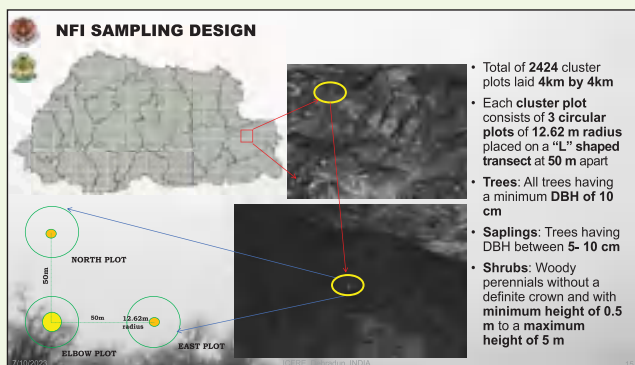 NFI SAMPLING DESIGN
• Total of 2424 cluster
plots laid 4km by 4km
• Each cluster plot
consists of 3 circular
plots of 12.62 m radius
placed on a “L” shaped
transect at 50 m apart
• Trees: All trees having
a minimum DBH of 10
cm
• Saplings: Trees having
DBH between 5- 10 cm
• Shrubs: Woody
perennials without a
definite crown and with
minimum height of 0.5
m to a maximum
height of 5 m
NORTH PLOT
50m
50m
12.62m
radius
ELBOW PLOT
EAST PLOT
7/10/2023
INDIA